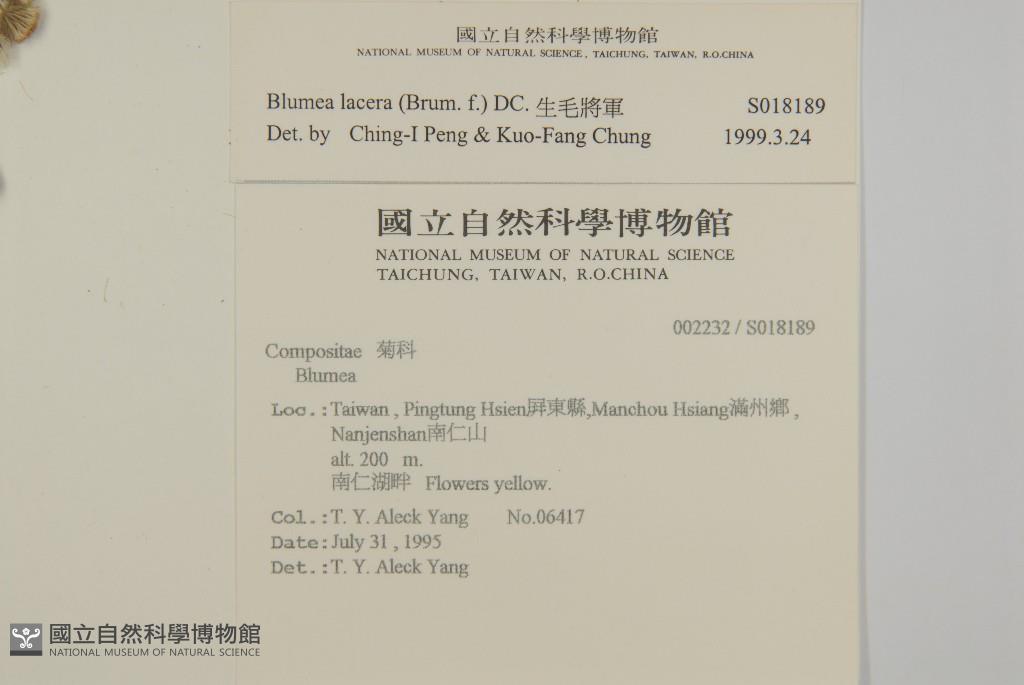 國立自然科學博物館
NATIONAL MUSEUM OF NATURAL SCIENCE, TAICHUNG, TAIWAN, R.O.CHINA
Blumea lacera (Brum. f.) DC. 生毛將軍 S018189
Det. by Ching-I Peng & Kuo-Fang Chung 1999.3.24
國立自然科學博物館
NATIONAL MUSEUM OF NATURAL SCIENCE
TAICHUNG, TAIWAN, R.O.CHINA
002232 / S018189
Compositae 菊科
Blumea
Loc.:Taiwan , Pingtung Hsien屏東縣,Manchou Hsiang滿州鄉 ,
Nanjenshan南仁山
alt. 200 m.
南仁湖畔 Flowers yellow.
Col.:T. Y. Aleck Yang No.06417
Date:July 31 , 1995
Det.:T. Y. Aleck Yang
國立自然科學博物館
NATIONAL MUSEUM OF NATURAL SCIENCE